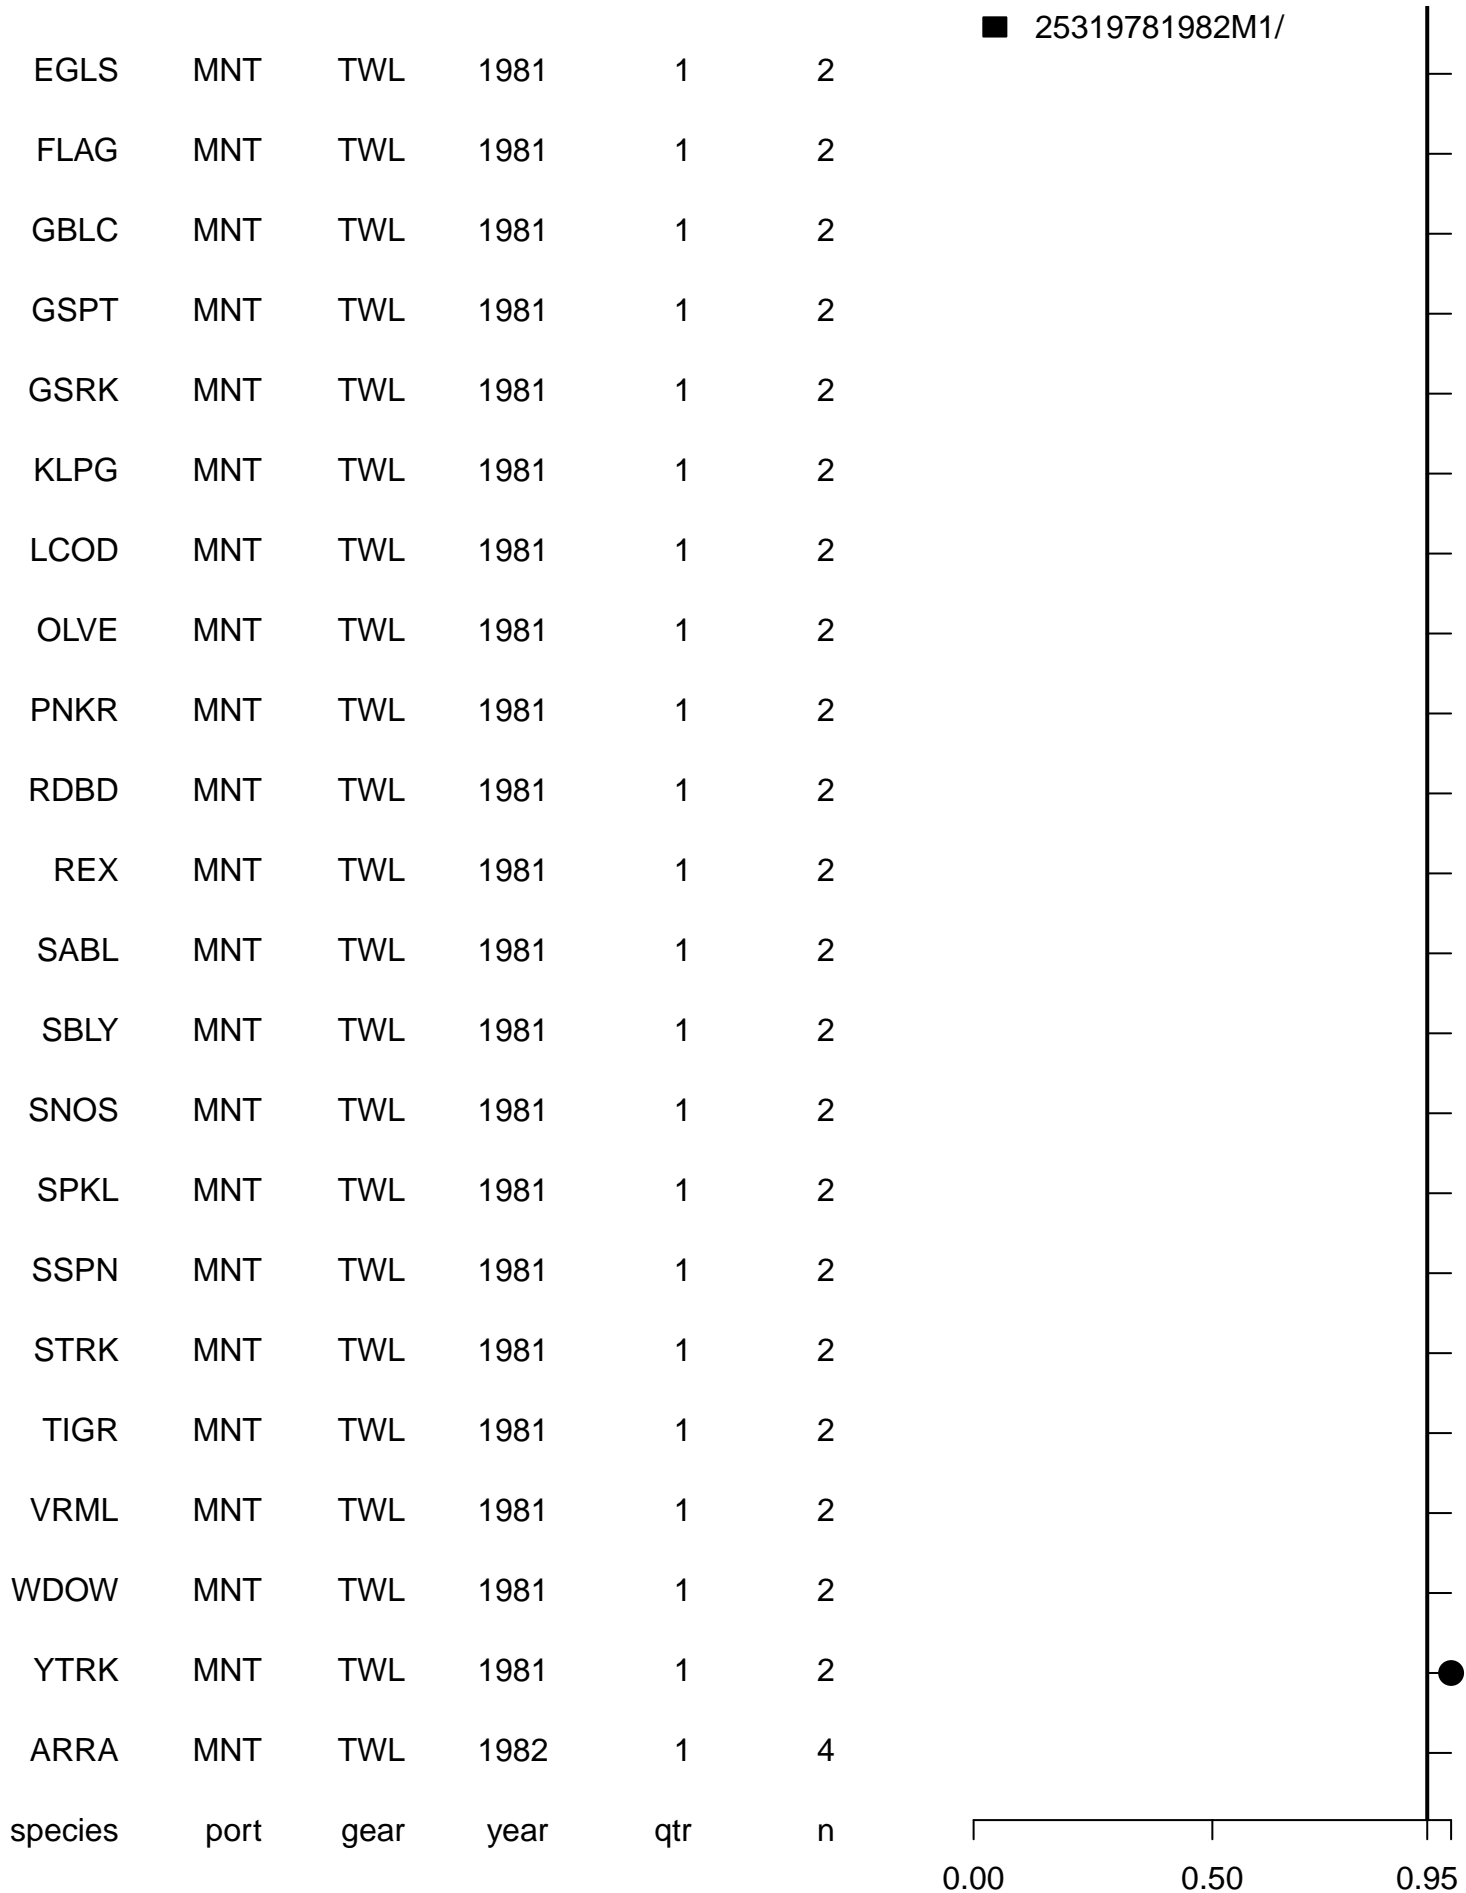 25319781982M1/
EGLS MNT TWL 1981 1 2
FLAG MNT TWL 1981 1 2
GBLC MNT TWL 1981 1 2
GSPT MNT TWL 1981 1 2
GSRK MNT TWL 1981 1 2
KLPG MNT TWL 1981 1 2
LCOD MNT TWL 1981 1 2
OLVE MNT TWL 1981 1 2
PNKR MNT TWL 1981 1 2
RDBD MNT TWL 1981 1 2
REX MNT TWL 1981 1 2
SABL MNT TWL 1981 1 2
SBLY MNT TWL 1981 1 2
SNOS MNT TWL 1981 1 2
SPKL MNT TWL 1981 1 2
SSPN MNT TWL 1981 1 2
STRK MNT TWL 1981 1 2
TIGR MNT TWL 1981 1 2
VRML MNT TWL 1981 1 2
WDOW MNT TWL 1981 1 2
YTRK MNT TWL 1981 1 2
ARRA MNT TWL 1982 1 4
species port gear year qtr n
0.00 0.50 0.95